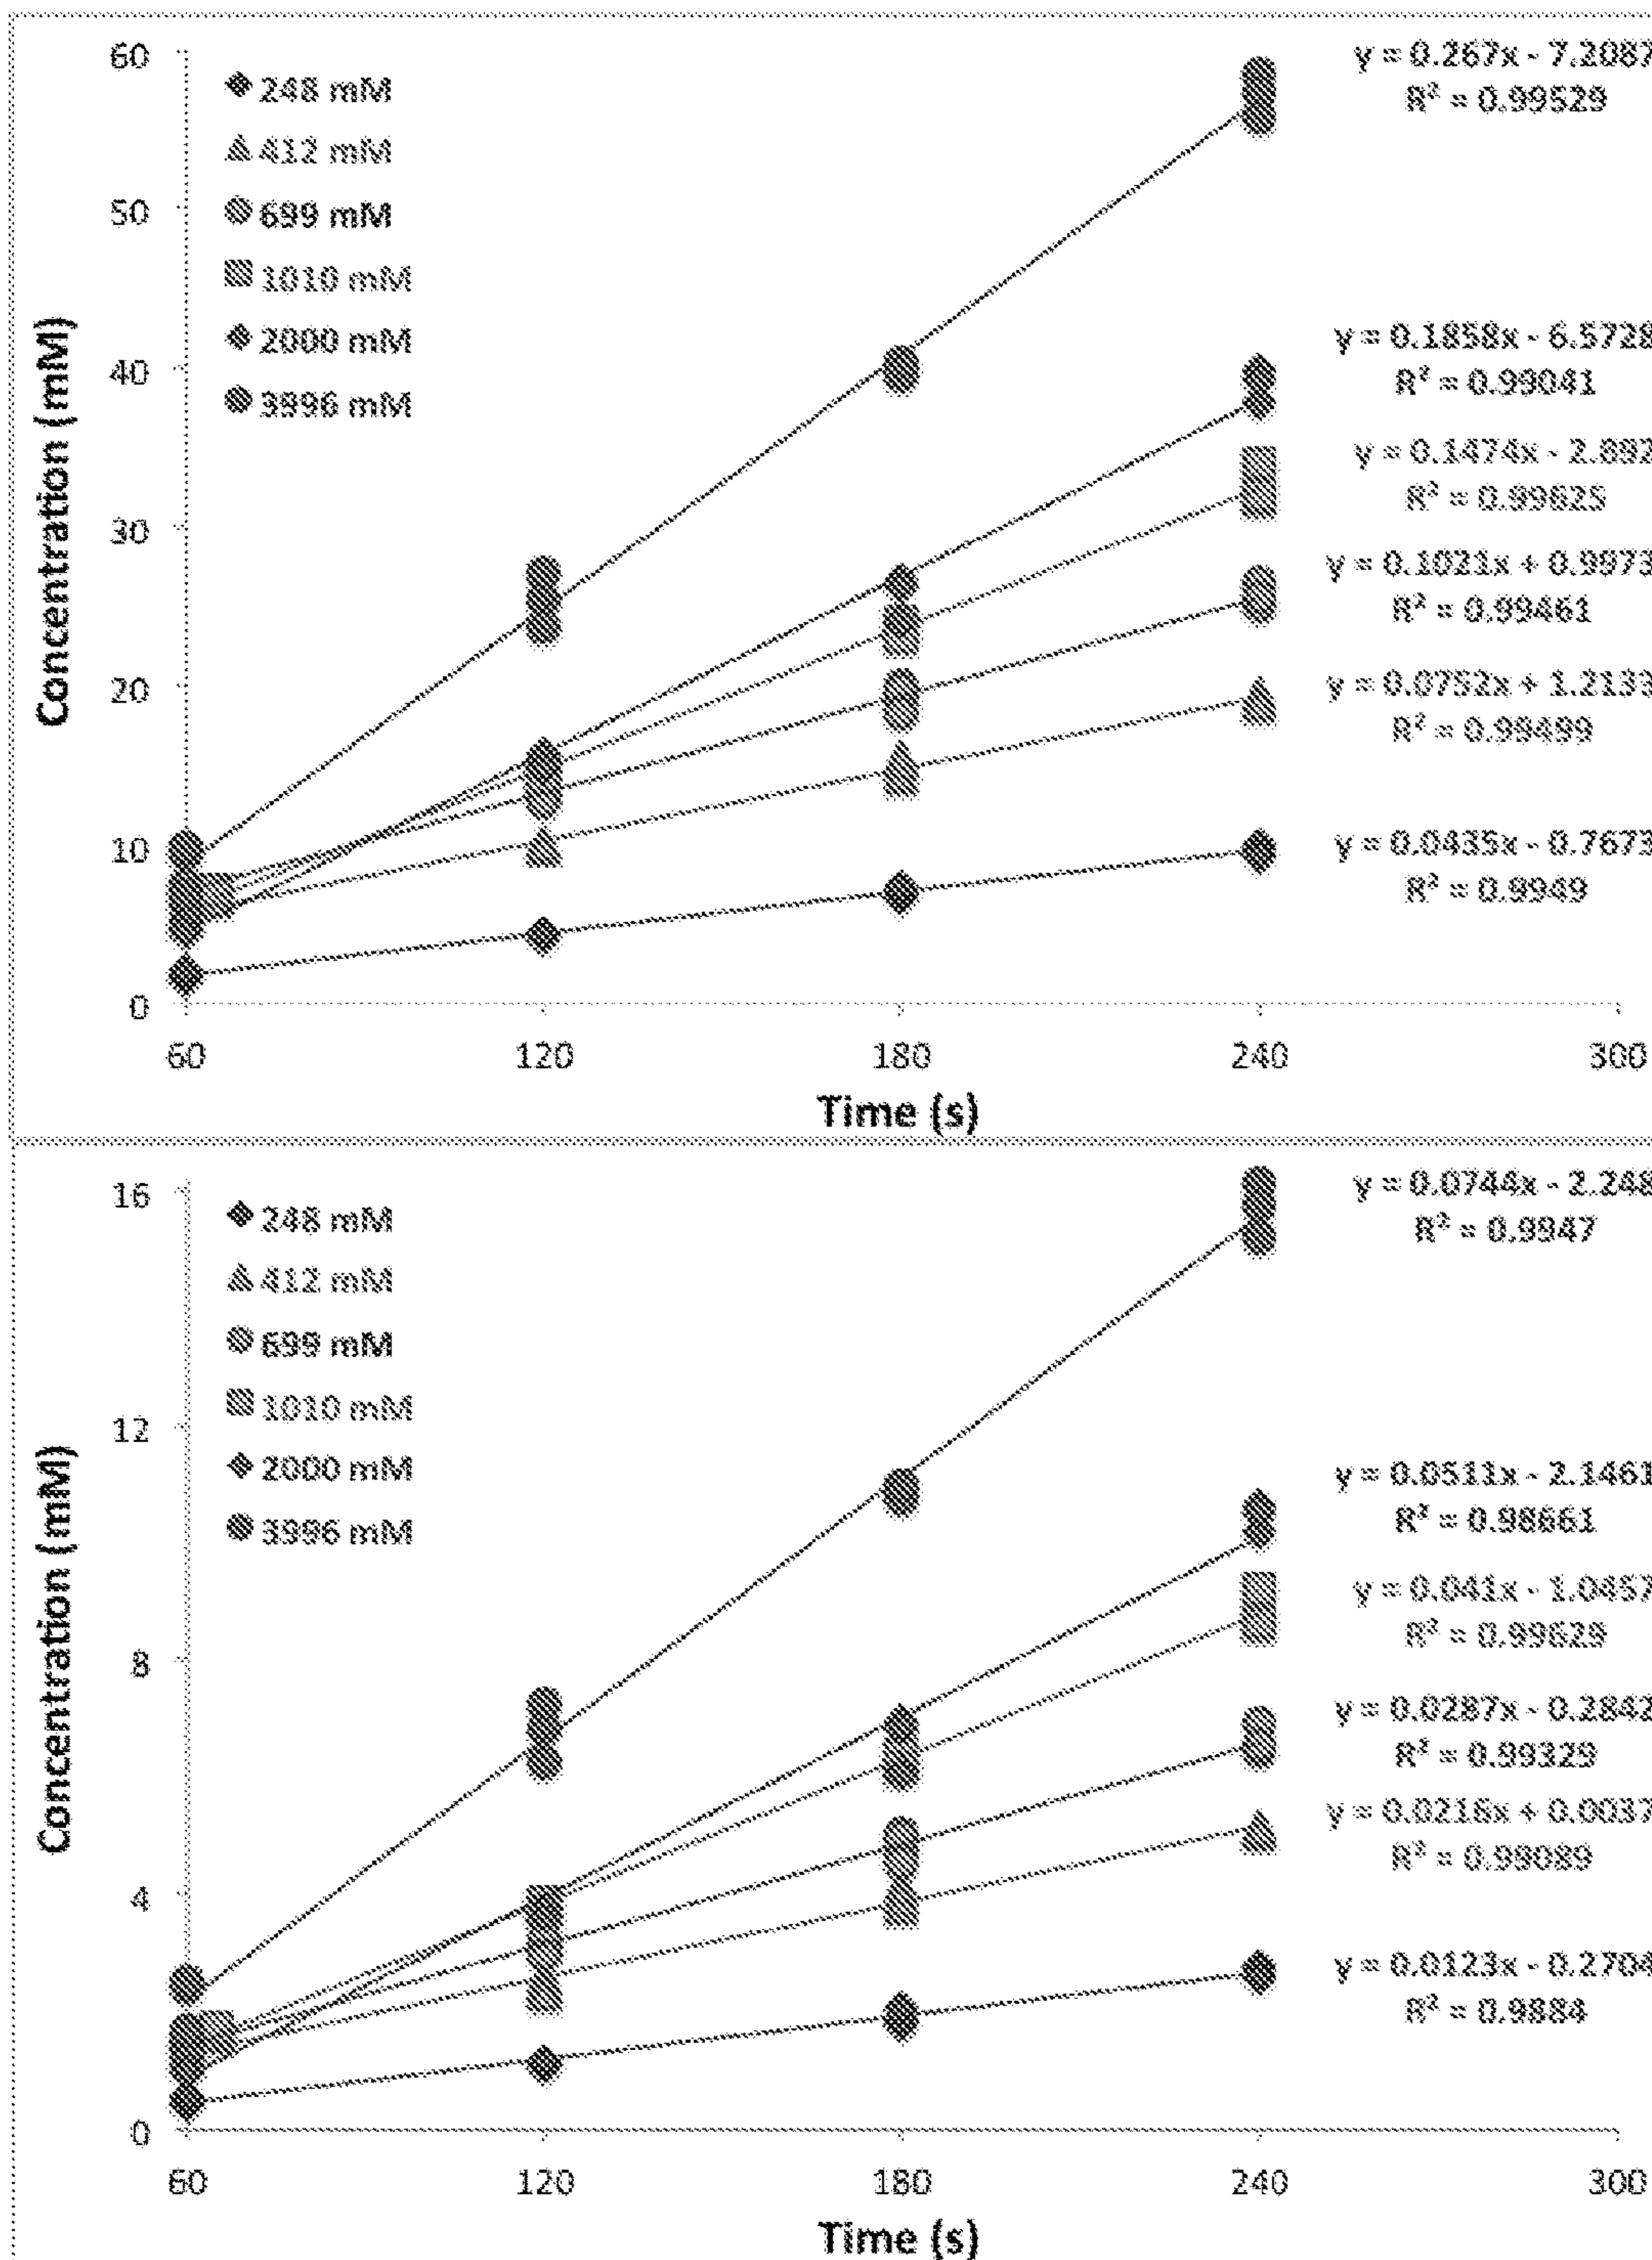 60
50
40
30
20
10
0
Concentration (mM)
248 mM
412 mM
699 mM
1010 mM
2000 mM
3996 mM
y = 0.267x - 7.2087
R² = 0.99529
y = 0.1858x - 6.5728
R² = 0.99041
y = 0.1474x - 2.892
R² = 0.99625
y = 0.1021x + 0.9973
R² = 0.99461
y = 0.0752x + 1.2133
R² = 0.99499
y = 0.0435x - 0.7673
R² = 0.9949
60 120 180 240 300
Time (s)
16
12
8
4
0
Concentration (mM)
248 mM
412 mM
699 mM
1010 mM
2000 mM
3996 mM
y = 0.0744x - 2.248
R² = 0.9947
y = 0.0511x - 2.1461
R² = 0.98661
y = 0.041x - 1.0457
R² = 0.99629
y = 0.0287x - 0.2842
R² = 0.99329
y = 0.0216x + 0.0037
R² = 0.99089
y = 0.0123x - 0.2704
R² = 0.9884
60 120 180 240 300
Time (s)